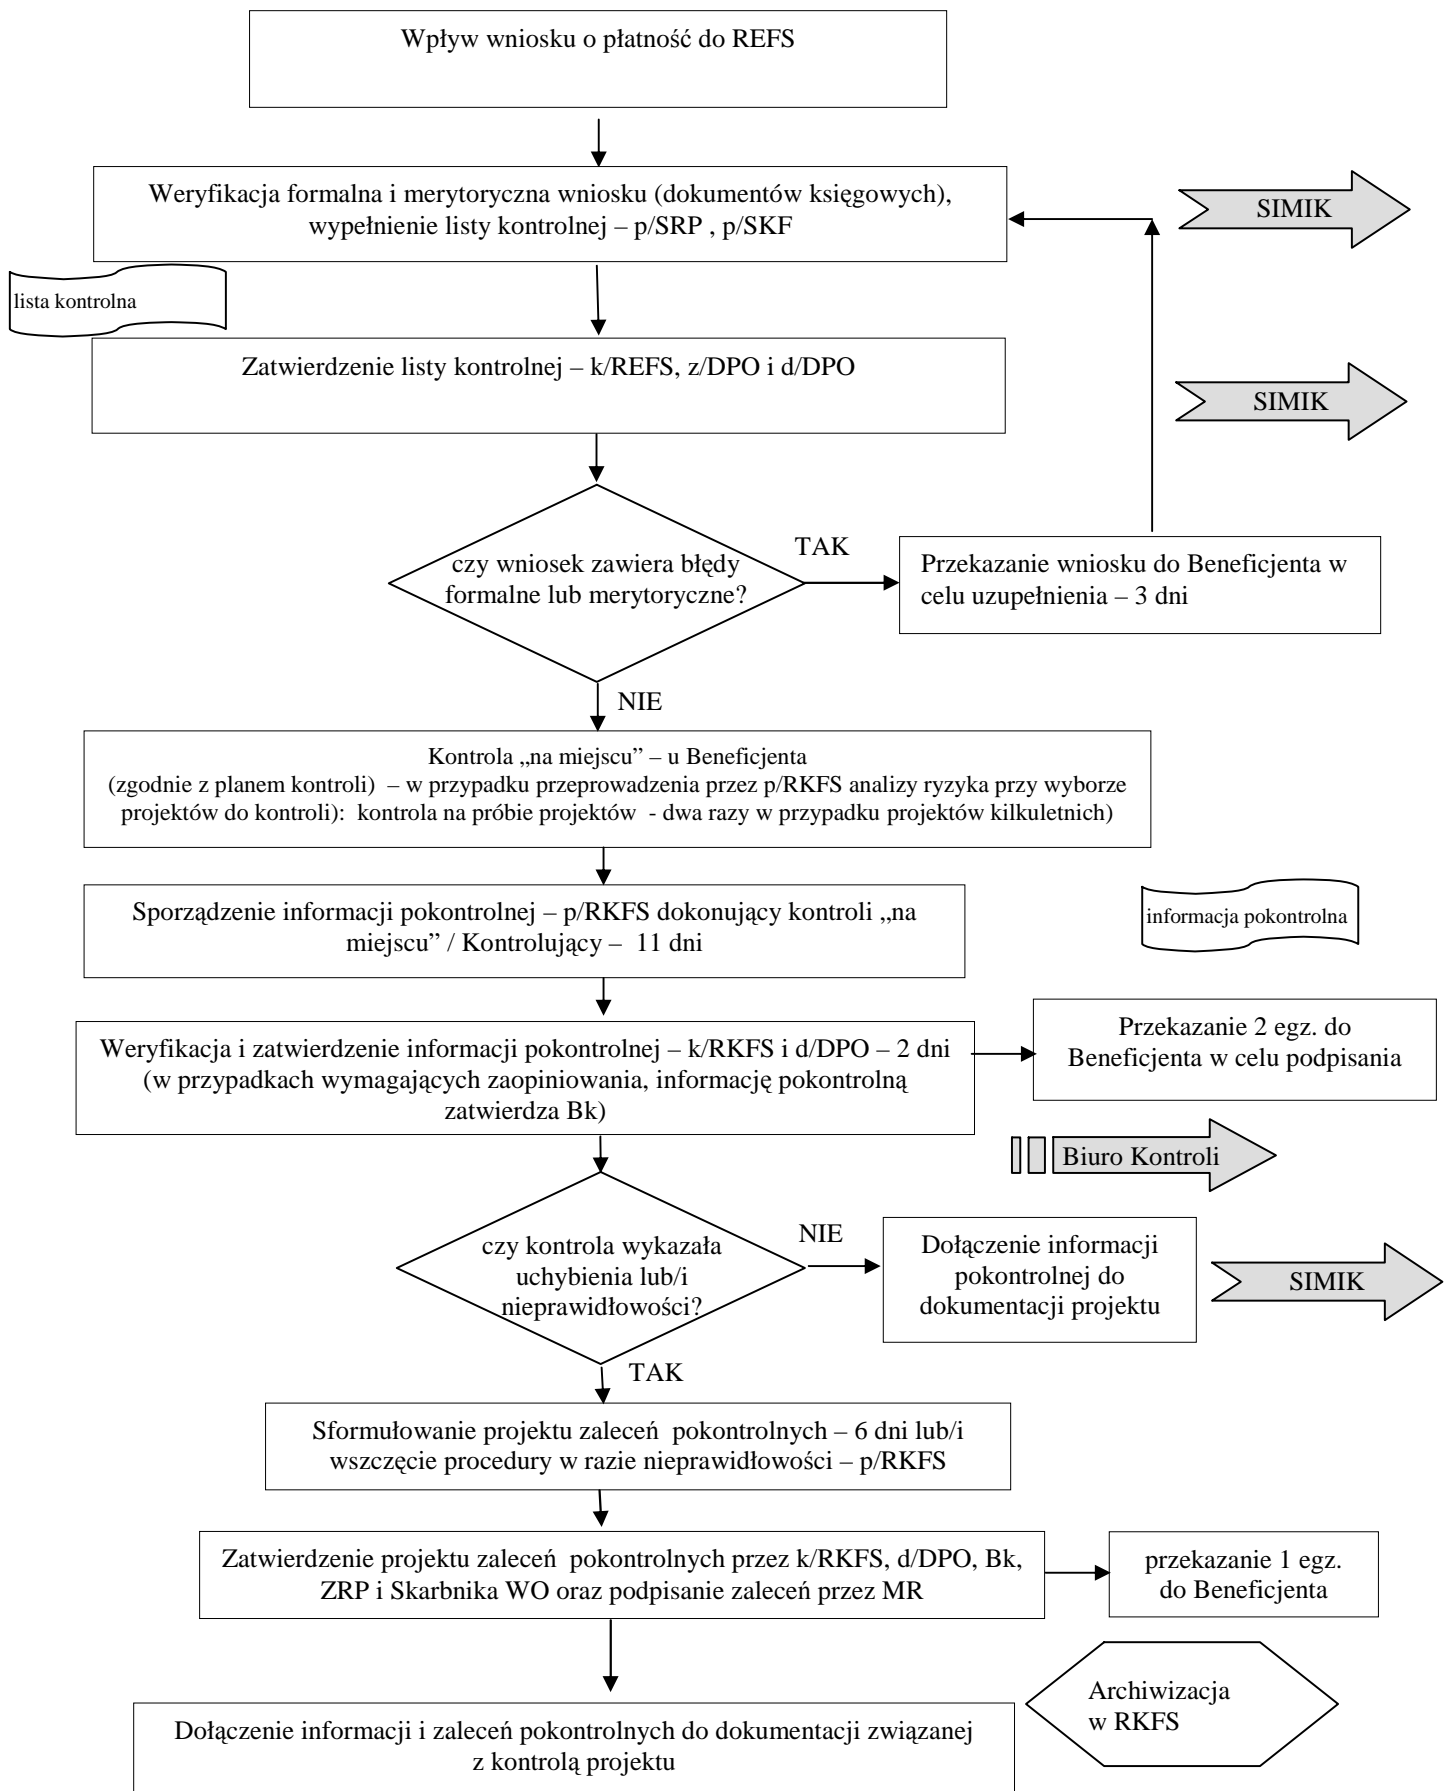 Wpływ wniosku o płatność do REFS
Weryfikacja formalna i merytoryczna wniosku (dokumentów księgowych),
wypełnienie listy kontrolnej – p/SRP , p/SKF
SIMIK
lista kontrolna
Zatwierdzenie listy kontrolnej – k/REFS, z/DPO i d/DPO
SIMIK
czy wniosek zawiera błędy
formalne lub merytoryczne?
TAK
Przekazanie wniosku do Beneficjenta w
celu uzupełnienia – 3 dni
NIE
Kontrola „na miejscu” – u Beneficjenta
(zgodnie z planem kontroli) – w przypadku przeprowadzenia przez p/RKFS analizy ryzyka przy wyborze
projektów do kontroli): kontrola na próbie projektów - dwa razy w przypadku projektów kilkuletnich)
Sporządzenie informacji pokontrolnej – p/RKFS dokonujący kontroli „na
miejscu” / Kontrolujący – 11 dni
informacja pokontrolna
Weryfikacja i zatwierdzenie informacji pokontrolnej – k/RKFS i d/DPO – 2 dni
(w przypadkach wymagających zaopiniowania, informację pokontrolną
zatwierdza Bk)
Przekazanie 2 egz. do
Beneficjenta w celu podpisania
Biuro Kontroli
czy kontrola wykazała
uchybienia lub/i
nieprawidłowości?
NIE
Dołączenie informacji
pokontrolnej do
dokumentacji projektu
SIMIK
TAK
Sformułowanie projektu zaleceń pokontrolnych – 6 dni lub/i
wszczęcie procedury w razie nieprawidłowości – p/RKFS
Zatwierdzenie projektu zaleceń pokontrolnych przez k/RKFS, d/DPO, Bk,
ZRP i Skarbnika WO oraz podpisanie zaleceń przez MR
przekazanie 1 egz.
do Beneficjenta
Archiwizacja
w RKFS
Dołączenie informacji i zaleceń pokontrolnych do dokumentacji związanej
z kontrolą projektu